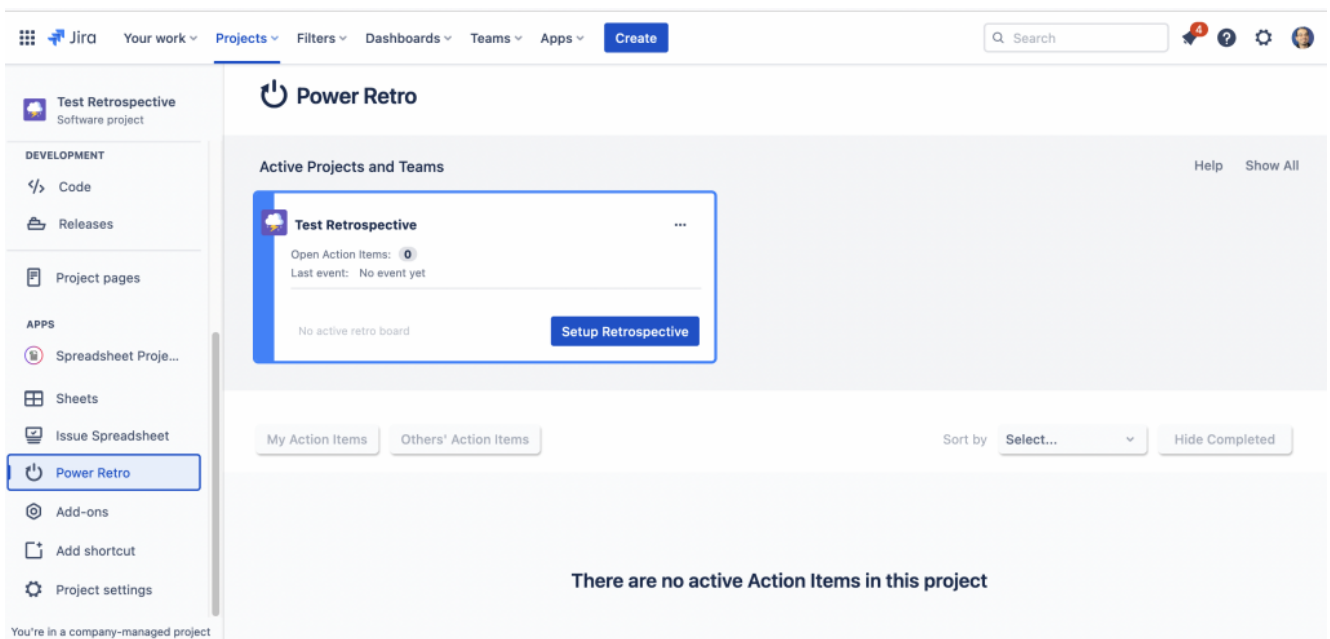 Jira Your work Projects Filters Dashboards Teams Apps Create Search 4
Test Retrospective
Software project
DEVELOPMENT
Code
Releases
Project pages
APPS
Spreadsheet Proje...
Sheets
Issue Spreadsheet
Power Retro
Add-ons
Add shortcut
Project settings
You're in a company-managed project
Power Retro
Active Projects and Teams Help Show All
Test Retrospective ...
Open Action Items: 0
Last event: No event yet
No active retro board Setup Retrospective
My Action Items Others' Action Items Sort by Select... Hide Completed
There are no active Action Items in this project